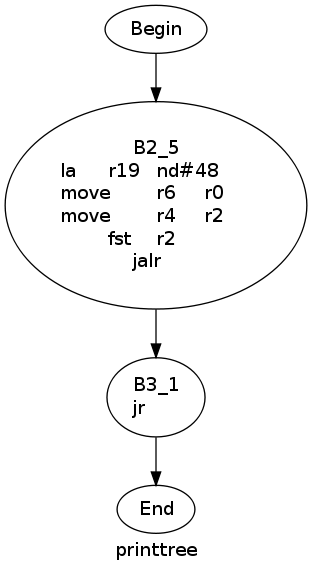 Begin
B2_5
la r19 nd#48
move r6 r0
move r4 r2
fst r2
jalr
B3_1
jr
End
printtree